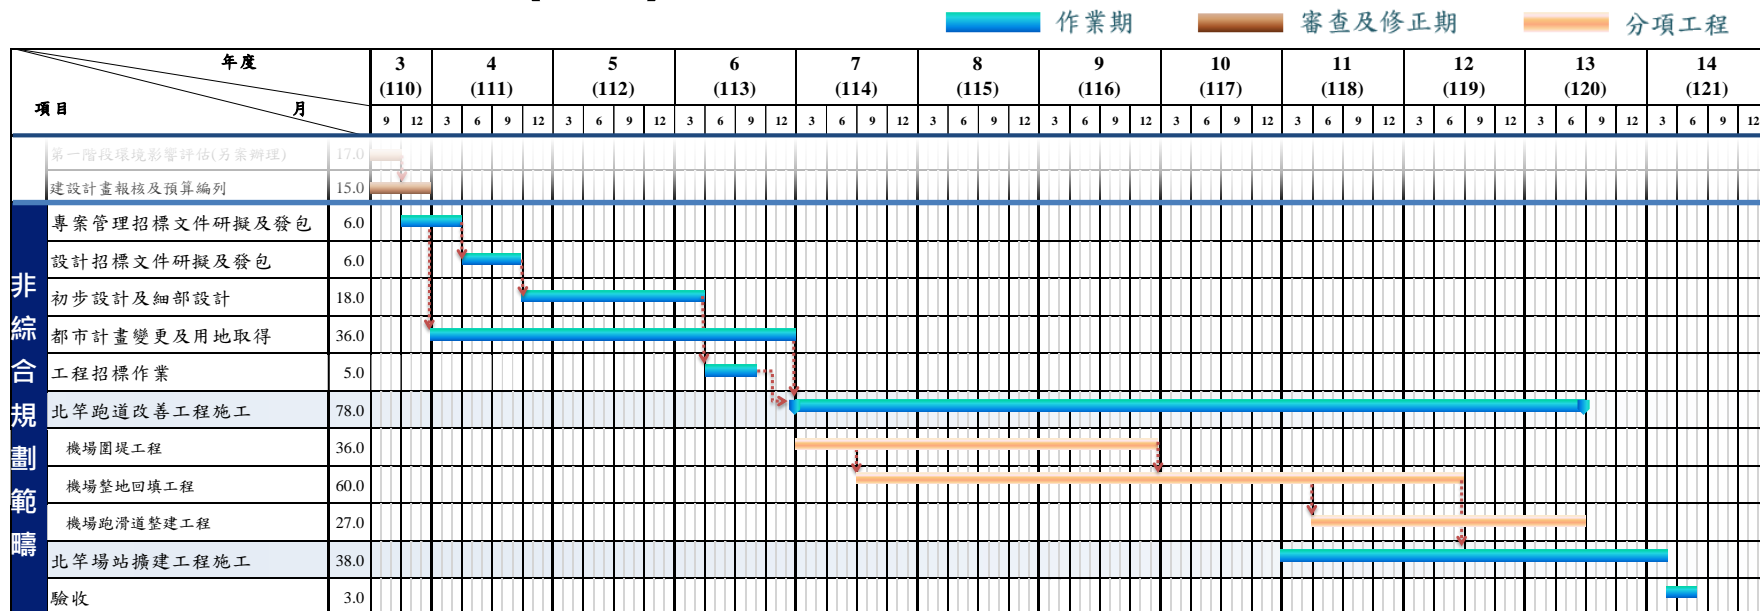 作業期 審查及修正期 分項工程
年度 3 4 5 6 7 8 9 10 11 12 13 14
(110) (111) (112) (113) (114) (115) (116) (117) (118) (119) (120) (121)
項目 月
9 12 3 6 9 12 3 6 9 12 3 6 9 12 3 6 9 12 3 6 9 12 3 6 9 12 3 6 9 12 3 6 9 12 3 6 9 12 3 6 9 12 3 6 9 12
第一階段環境影響評估(另案辦理) 17.0
建設計畫報核及預算編列 15.0
非綜合規劃範疇
專案管理招標文件研擬及發包 6.0
設計招標文件研擬及發包 6.0
初步設計及細部設計 18.0
都市計畫變更及用地取得 36.0
工程招標作業 5.0
北竿跑道改善工程施工 78.0
機場圍堤工程 36.0
機場整地回填工程 60.0
機場跑滑道整建工程 27.0
北竿場站擴建工程施工 38.0
驗收 3.0